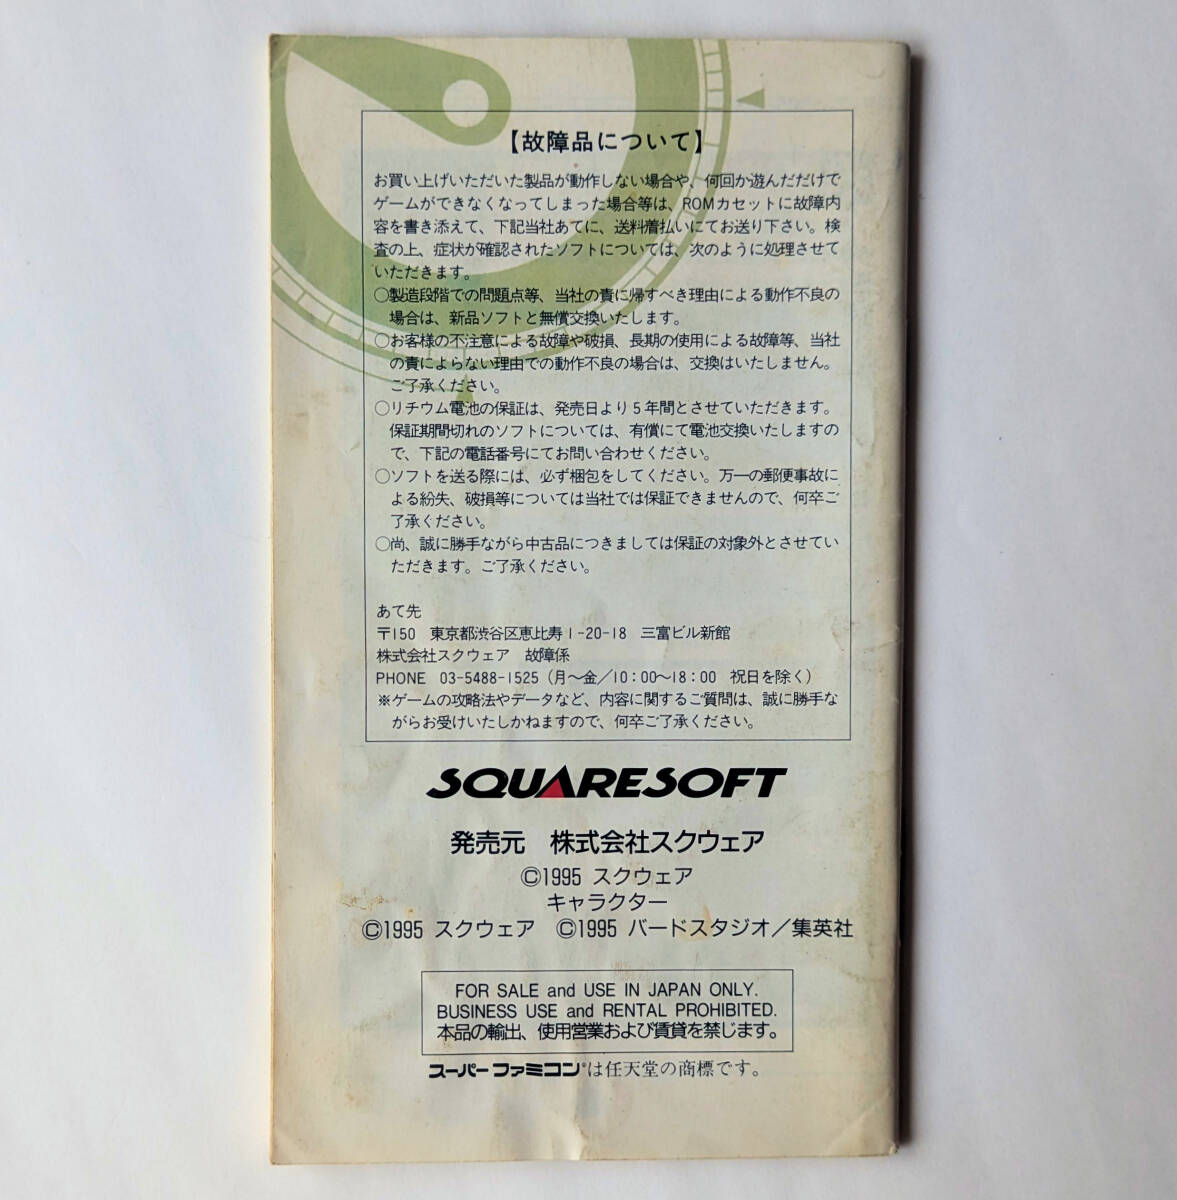 【故障品について】
お買い上げいただいた製品が動作しない場合や、何回か遊んだだけで
ゲームができなくなってしまった場合等は、ROMカセットに故障内
容を書き添えて、下記当社あてに、送料着払いにてお送り下さい。検
査の上、症状が確認されたソフトについては、次のように処理させて
いただきます。
○製造段階での問題点等、当社の責に帰すべき理由による動作不良の
場合は、新品ソフトと無償交換いたします。
○お客様の不注意による故障や破損、長期の使用による故障等、当社
の責によらない理由での動作不良の場合は、交換はいたしません。
ご了承ください。
○リチウム電池の保証は、発売日より5年間とさせていただきます。
保証期間切れのソフトについては、有償にて電池交換いたしますの
で、下記の電話番号にてお問い合わせください。
○ソフトを送る際には、必ず梱包をしてください。万一の郵便事故に
よる紛失、破損等については当社では保証できませんので、何卒ご
了承ください。
○尚、誠に勝手ながら中古品につきましては保証の対象外とさせてい
ただきます。ご了承ください。
あて先
〒150 東京都渋谷区恵比寿1-20-18 三富ビル新館
株式会社スクウェア 故障係
PHONE 03-5488-1525（月〜金／10：00〜18：00 祝日を除く）
※ゲームの攻略法やデータなど、内容に関するご質問は、誠に勝手な
がらお受けいたしかねますので、何卒ご了承ください。
SQUARESOFT
発売元 株式会社スクウェア
©1995 スクウェア
キャラクター
©1995 スクウェア ©1995 バードスタジオ／集英社
FOR SALE and USE IN JAPAN ONLY.
BUSINESS USE and RENTAL PROHIBITED.
本品の輸出、使用営業および賃貸を禁じます。
スーパーファミコン®は任天堂の商標です。